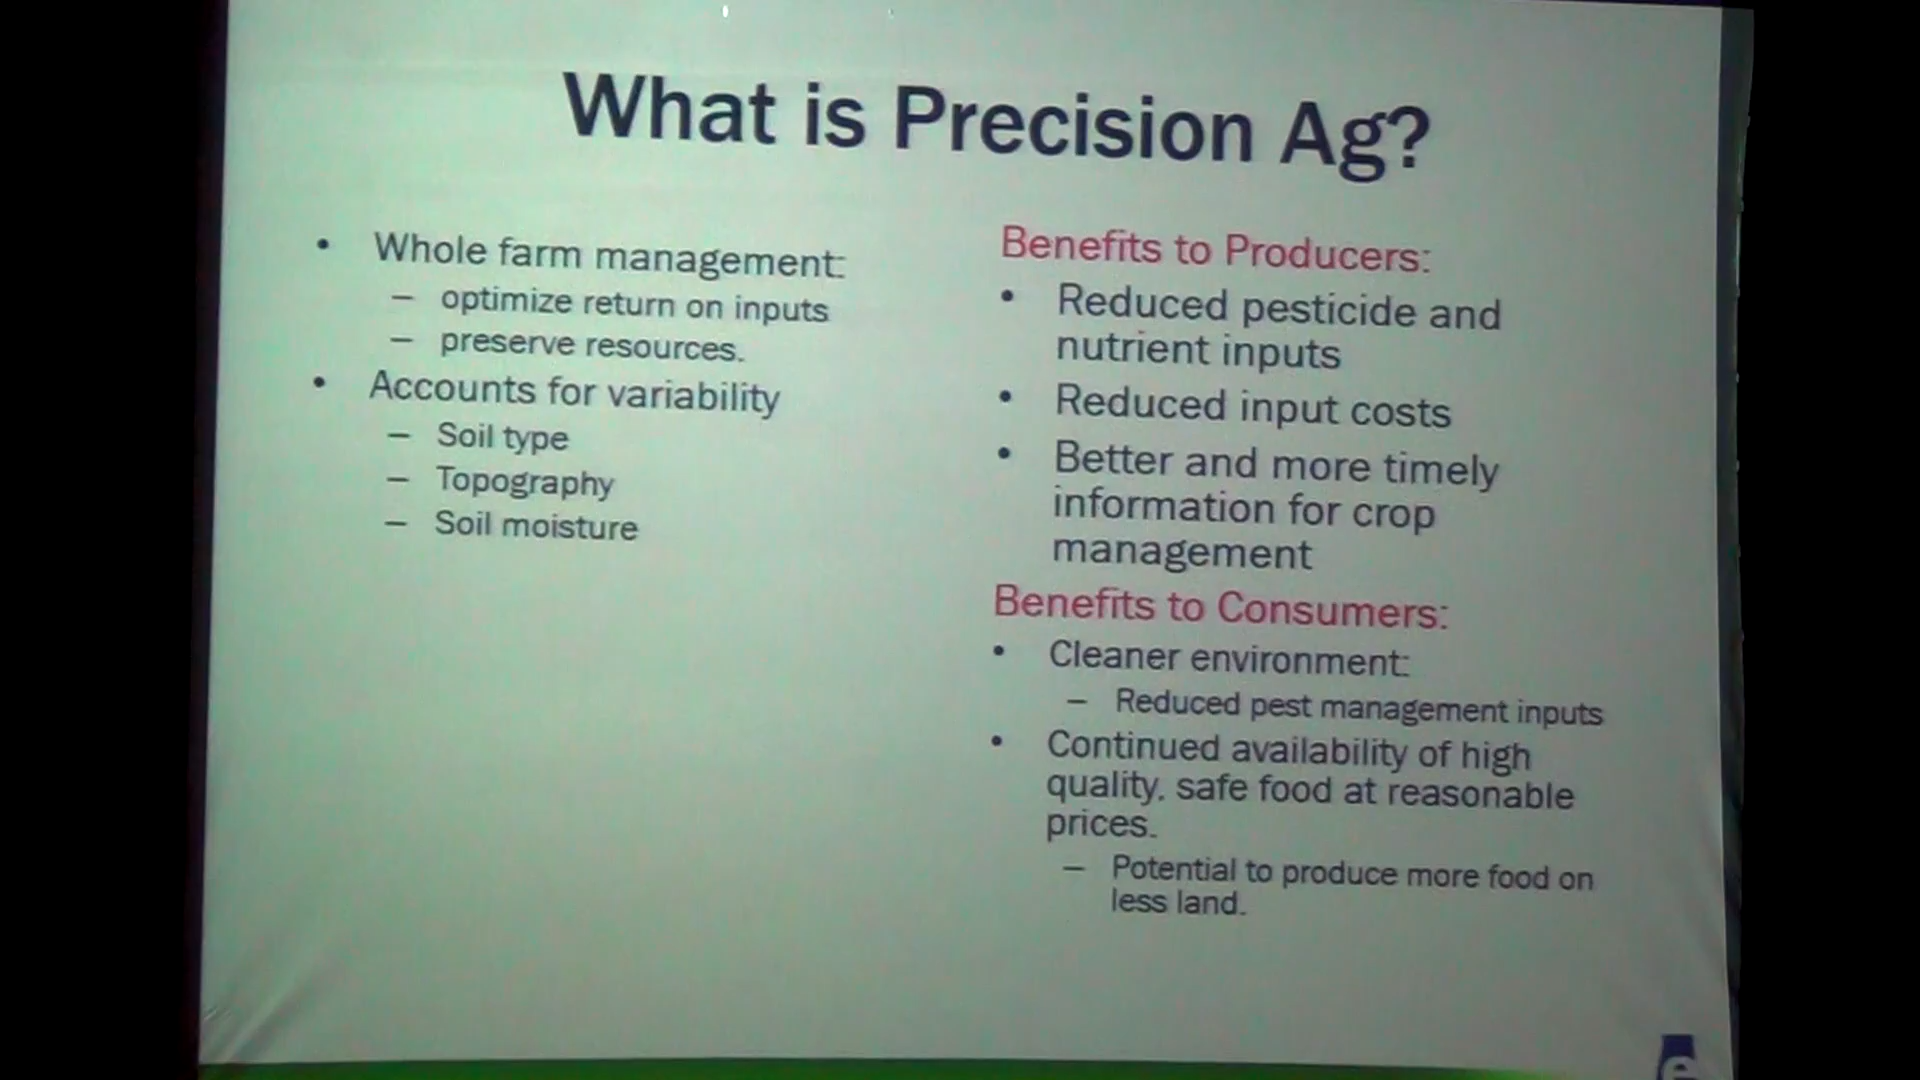 What is Precision Ag?
• Whole farm management:
– optimize return on inputs
– preserve resources.
• Accounts for variability
– Soil type
– Topography
– Soil moisture
Benefits to Producers:
• Reduced pesticide and
nutrient inputs
• Reduced input costs
• Better and more timely
information for crop
management
Benefits to Consumers:
• Cleaner environment:
– Reduced pest management inputs
• Continued availability of high
quality, safe food at reasonable
prices.
– Potential to produce more food on
less land.
e